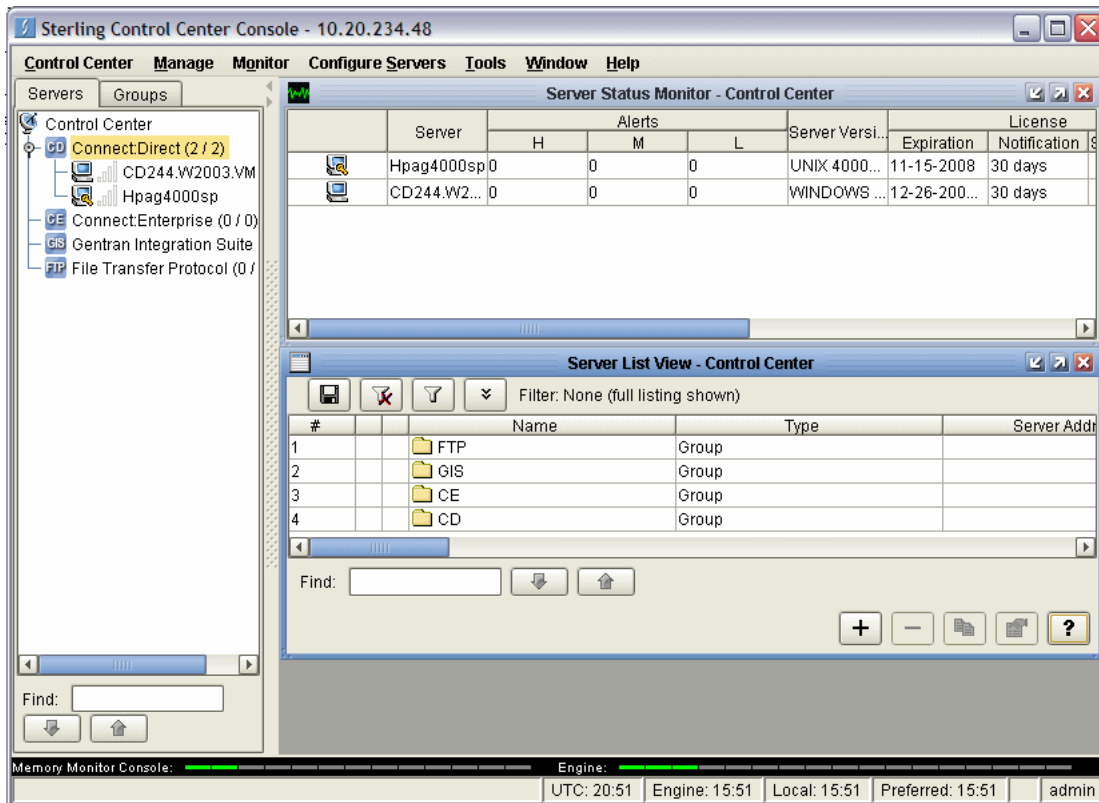 Sterling Control Center Console - 10.20.234.48
Control Center Manage Monitor Configure Servers Tools Window Help
Servers Groups
Control Center
CD Connect:Direct (2 / 2)
CD244.W2003.VM
Hpag4000sp
CE Connect:Enterprise (0 / 0)
GIS Gentran Integration Suite
FTP File Transfer Protocol (0 /
Find:
Server Status Monitor - Control Center
Server Alerts Server Versi... License
H M L Expiration Notification S
Hpag4000sp 0 0 0 UNIX 4000... 11-15-2008 30 days
CD244.W2... 0 0 0 WINDOWS ... 12-26-200... 30 days
Server List View - Control Center
Filter: None (full listing shown)
# Name Type Server Addr
1 FTP Group
2 GIS Group
3 CE Group
4 CD Group
Find:
+ − ?
Memory Monitor Console: Engine:
UTC: 20:51 Engine: 15:51 Local: 15:51 Preferred: 15:51 admin